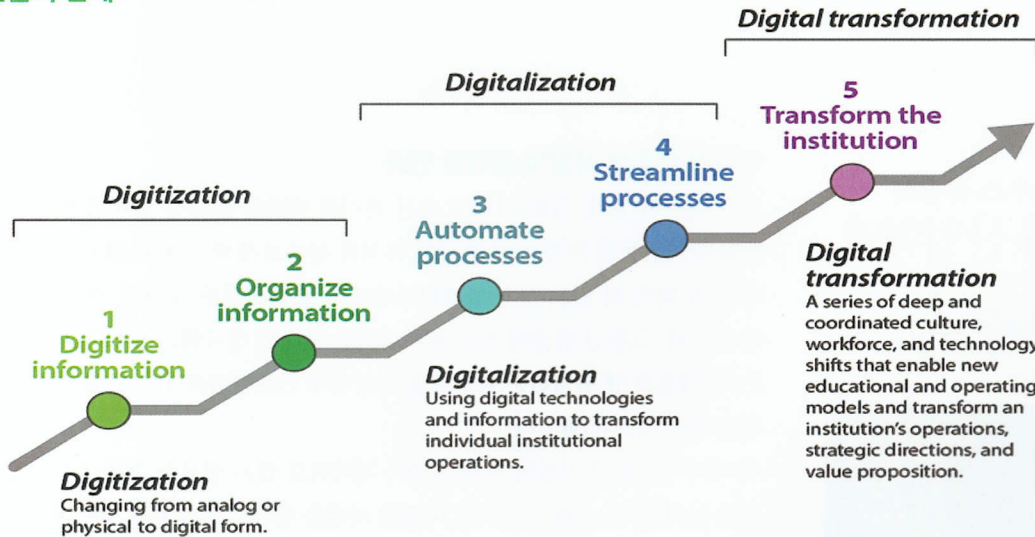 Digital transformation
Digitalization
5
Transform the
institution
4
Streamline
processes
Digitization
3
Automate
processes
2
Organize
information
1
Digitize
information
Digital
transformation
A series of deep and
coordinated culture,
workforce, and technology
shifts that enable new
educational and operating
models and transform an
institution's operations,
strategic directions, and
value proposition.
Digitalization
Using digital technologies
and information to transform
individual institutional
operations.
Digitization
Changing from analog or
physical to digital form.